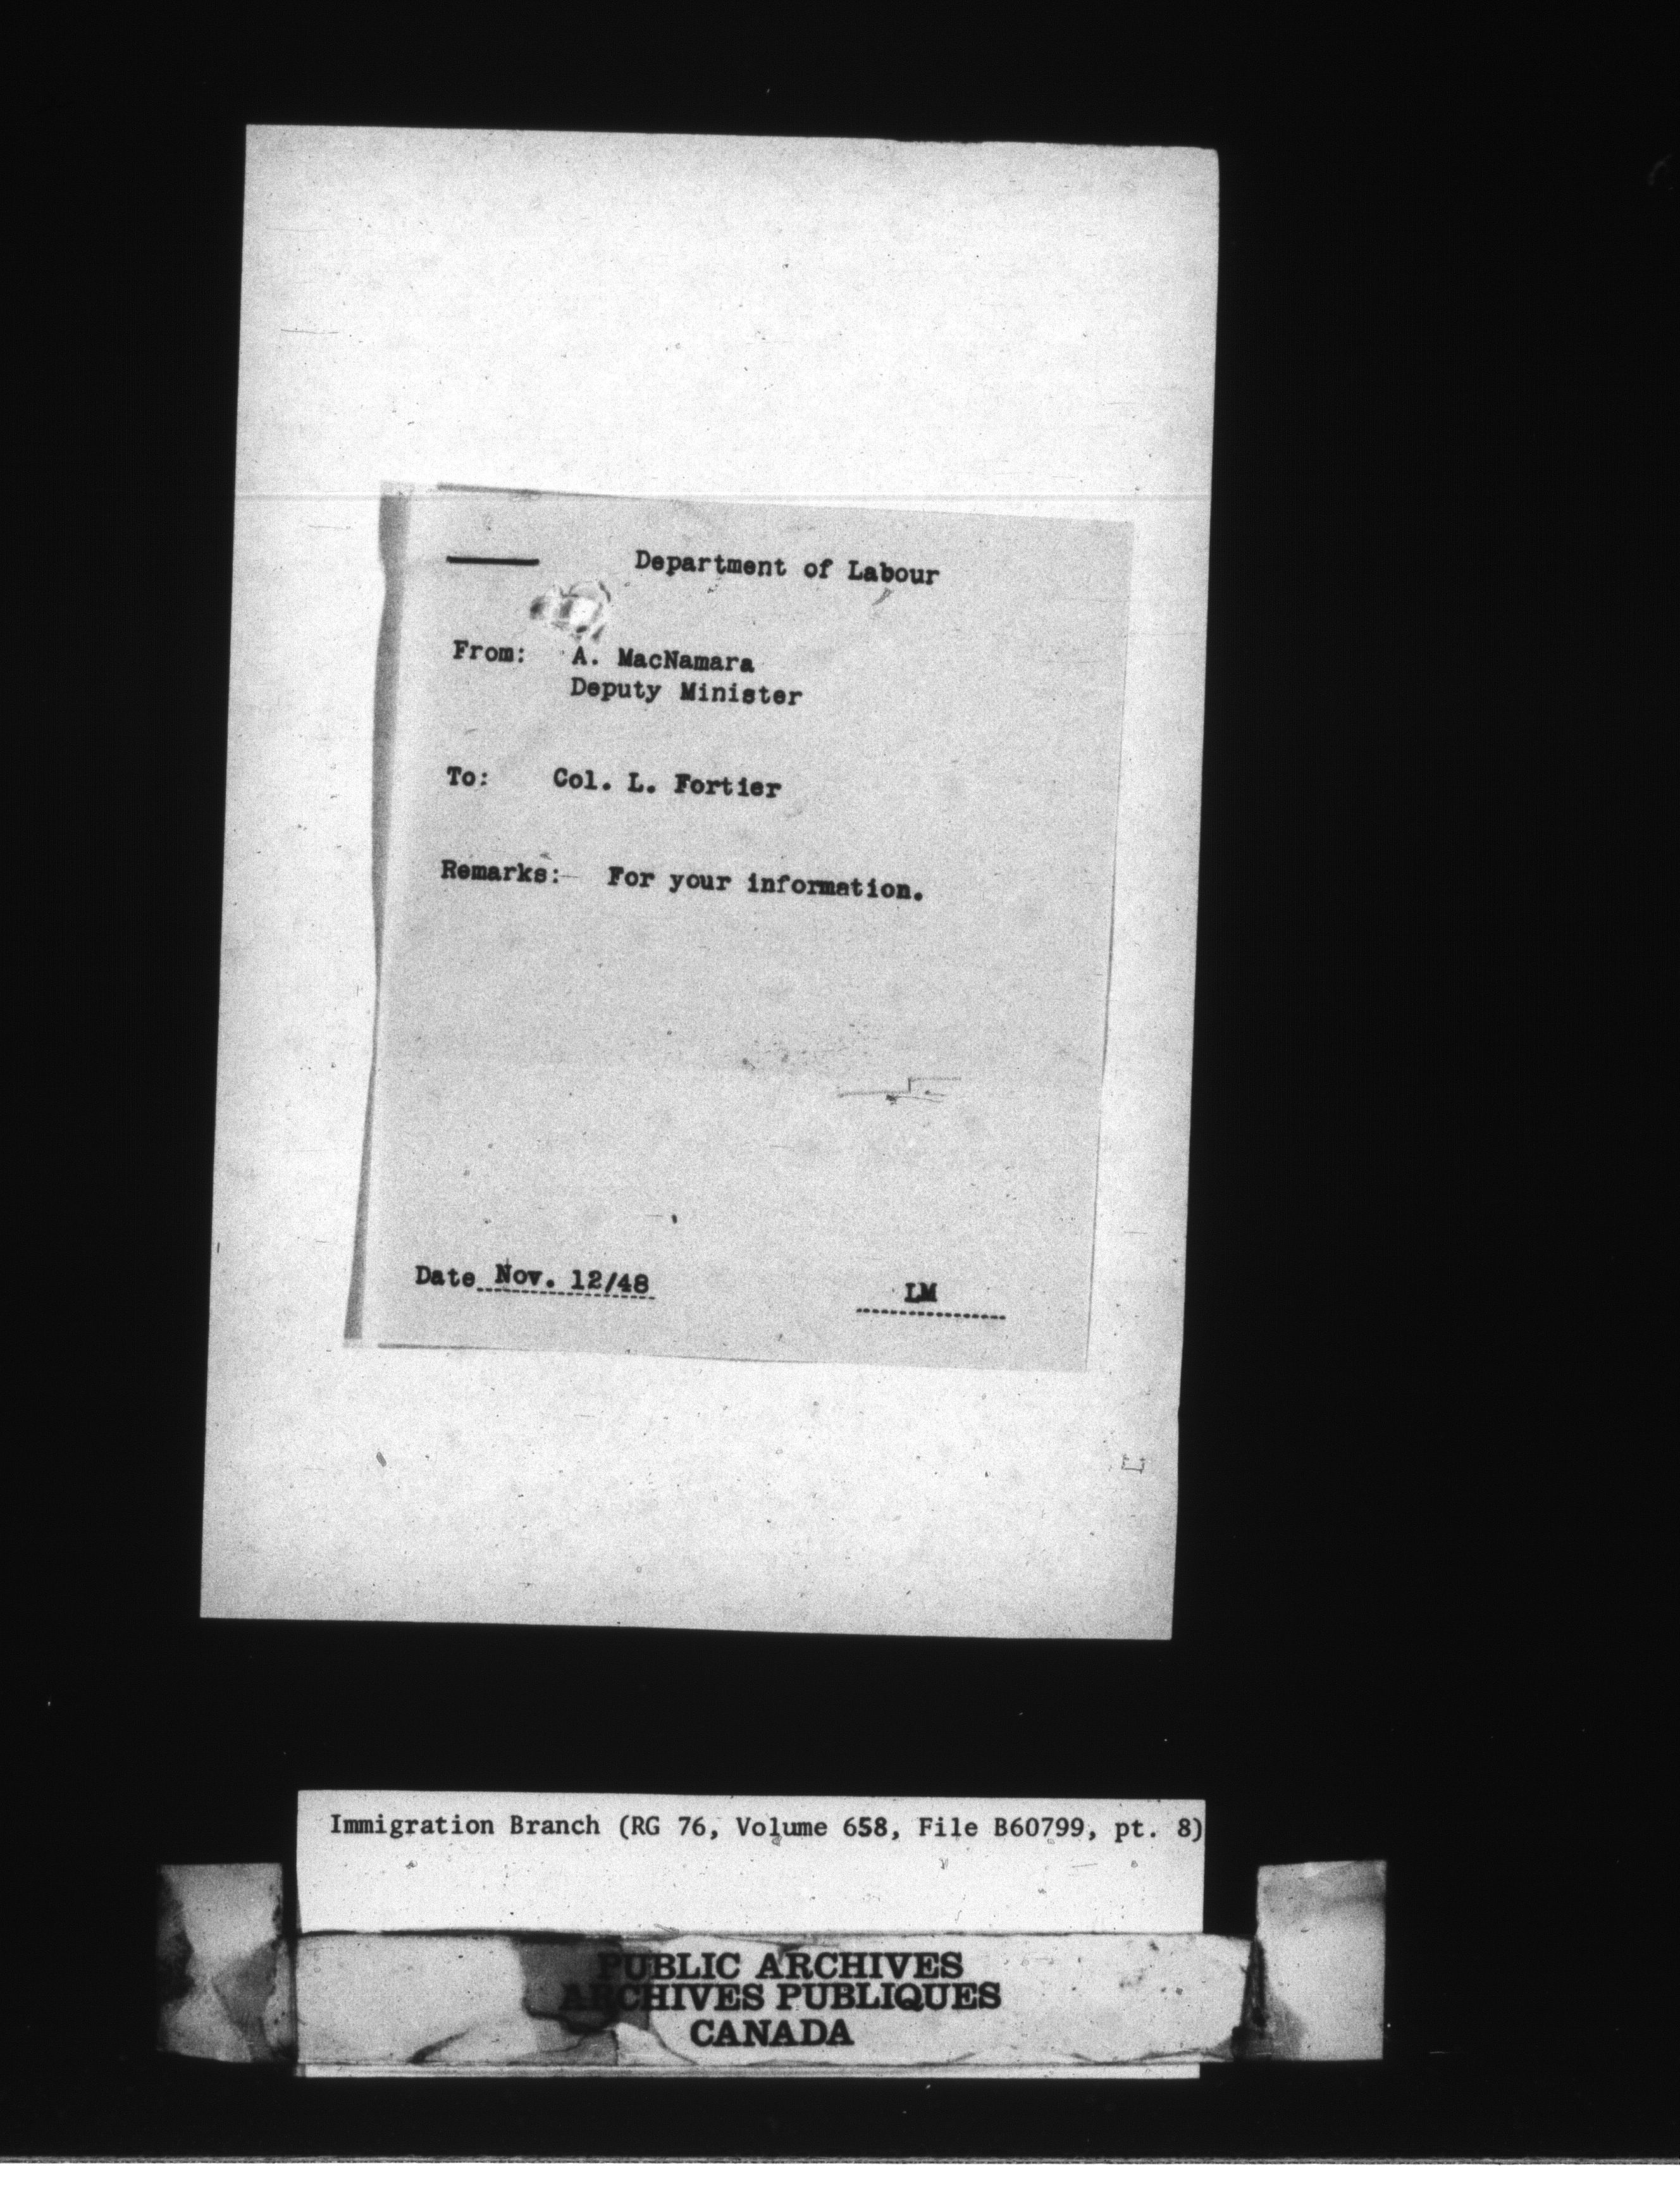 Department of Labour
From: A. MacNamara
Deputy Minister
To: Col. L. Fortier
Remarks:- For your information.
Date Nov. 12/48 LM
Immigration Branch (RG 76, Volume 658, File B60799, pt. 8)
PUBLIC ARCHIVES
ARCHIVES PUBLIQUES
CANADA